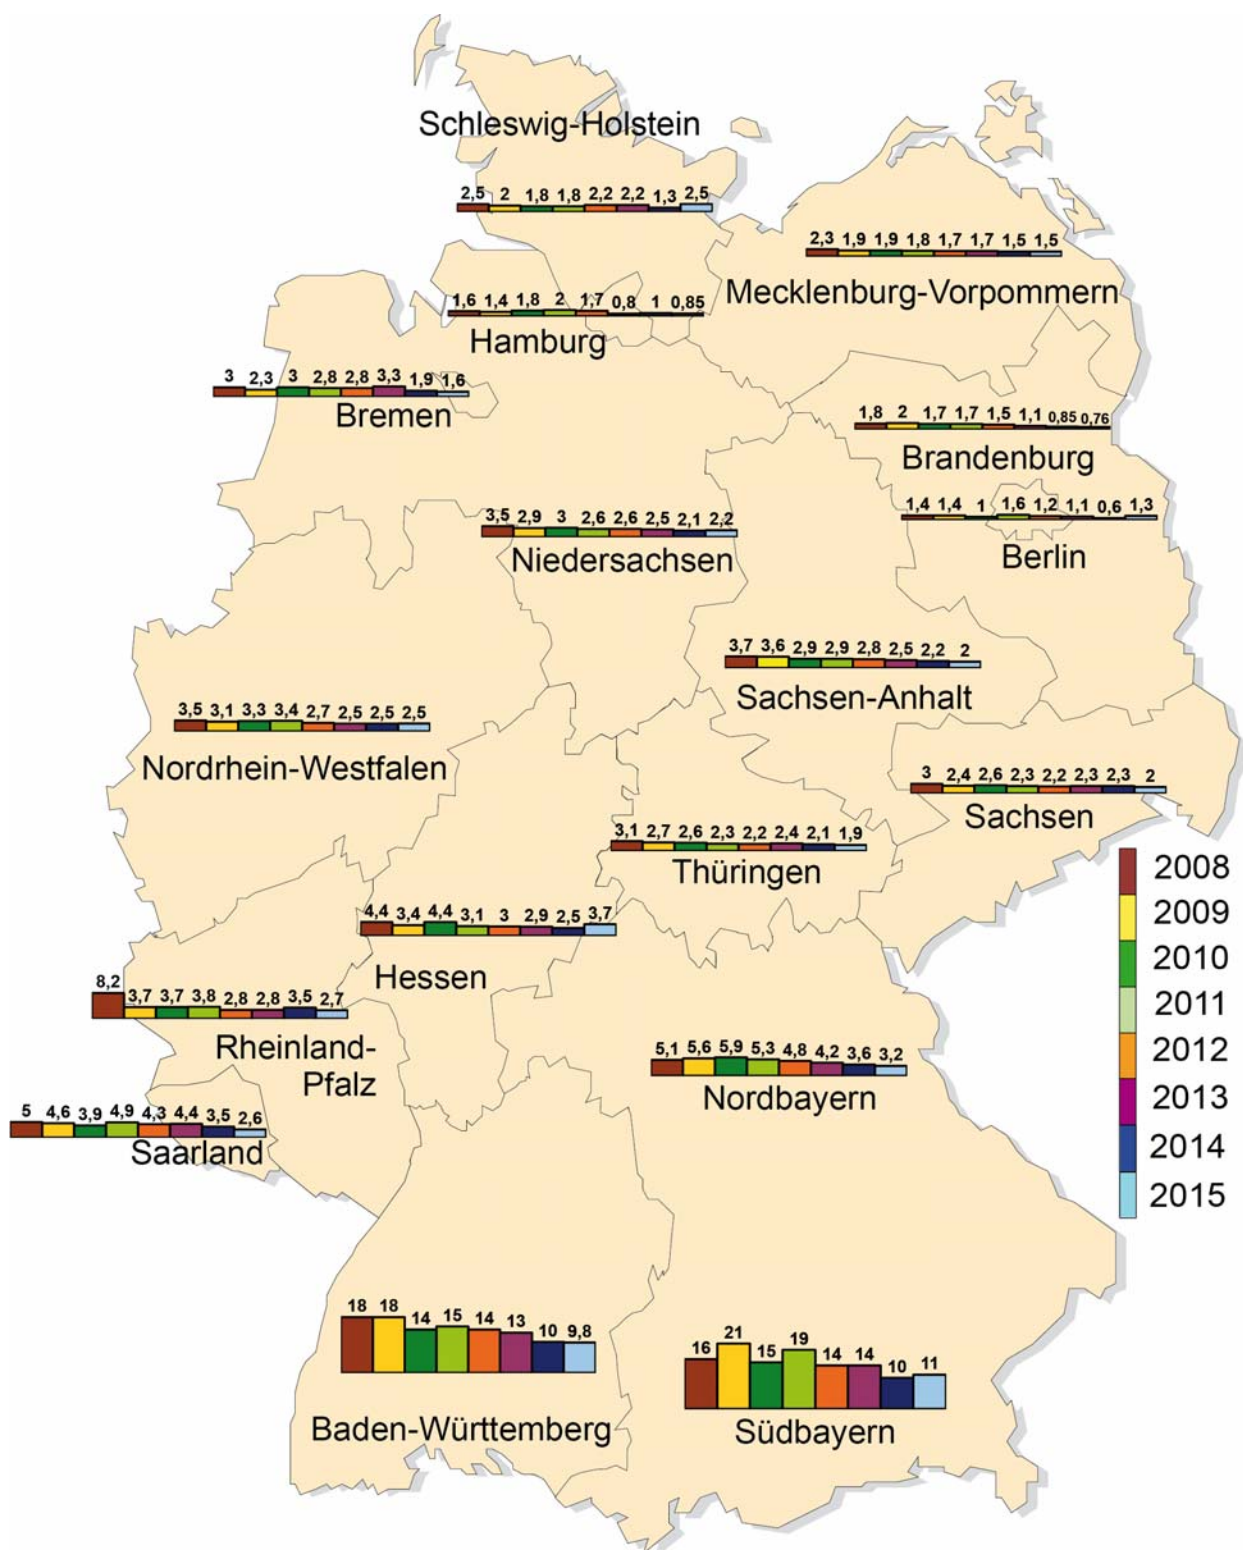 Schleswig-Holstein
2,5 2 1,8 1,8 2,2 2,2 1,3 2,5
2,3 1,9 1,9 1,8 1,7 1,7 1,5 1,5
Mecklenburg-Vorpommern
1,6 1,4 1,8 2 1,7 0,8 1 0,85
Hamburg
3 2,3 3 2,8 2,8 3,3 1,9 1,6
Bremen
1,8 2 1,7 1,7 1,5 1,1 0,85 0,76
Brandenburg
1,4 1,4 1 1,6 1,2 1,1 0,6 1,3
Berlin
3,5 2,9 3 2,6 2,6 2,5 2,1 2,2
Niedersachsen
3,7 3,6 2,9 2,9 2,8 2,5 2,2 2
Sachsen-Anhalt
3,5 3,1 3,3 3,4 2,7 2,5 2,5 2,5
Nordrhein-Westfalen
3 2,4 2,6 2,3 2,2 2,3 2,3 2
Sachsen
3,1 2,7 2,6 2,3 2,2 2,4 2,1 1,9
Thüringen
4,4 3,4 4,4 3,1 3 2,9 2,5 3,7
Hessen
8,2 3,7 3,7 3,8 2,8 2,8 3,5 2,7
Rheinland-
Pfalz
5,1 5,6 5,9 5,3 4,8 4,2 3,6 3,2
Nordbayern
5 4,6 3,9 4,9 4,3 4,4 3,5 2,6
Saarland
2008
2009
2010
2011
2012
2013
2014
2015
18 18 14 15 14 13 10 9,8
Baden-Württemberg
16 21 15 19 14 14 10 11
Südbayern